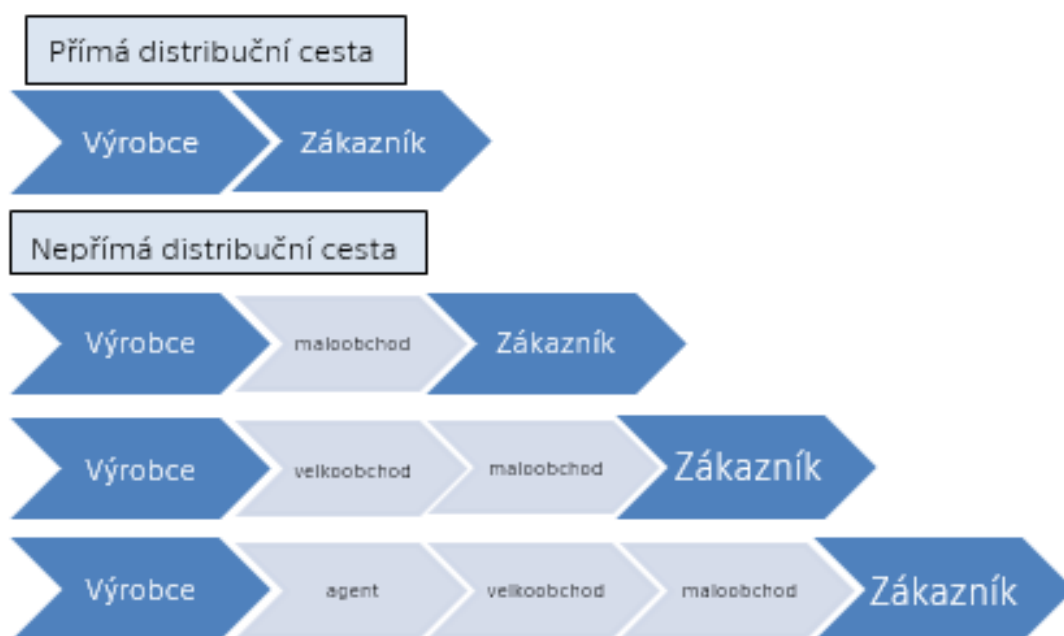 Přímá distribuční cesta
Výrobce Zákazník
Nepřímá distribuční cesta
Výrobce maloobchod Zákazník
Výrobce velkoobchod maloobchod Zákazník
Výrobce agent velkoobchod maloobchod Zákazník